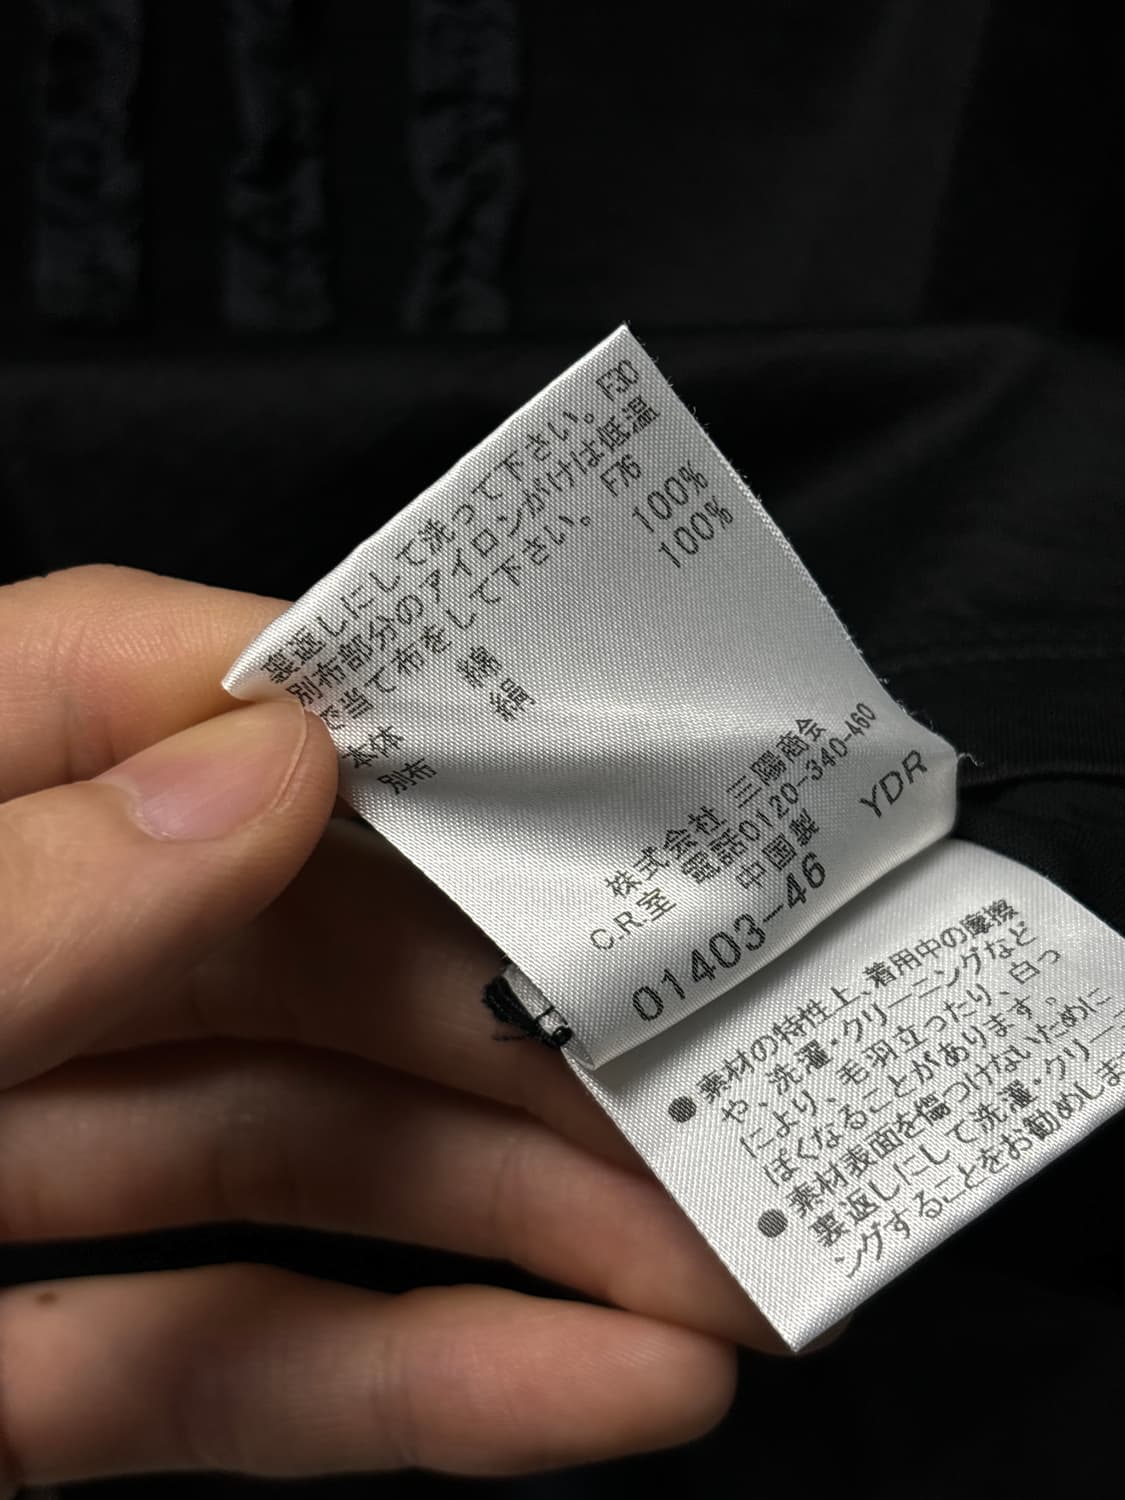 裏返しにして洗って下さい。F30
別布部分のアイロンがけは低温
で当て布をして下さい。 F76
本体 綿 100%
別布 絹 100%
株式会社 三陽商会
C.R.室 電話0120-340-460
中国製
01403-46 YDR
●素材の特性上、着用中の摩擦
や、洗濯・クリーニングなど
により、毛羽立ったり、白っ
ぽくなることがあります。
●素材表面を傷つけないために
裏返しにして洗濯・クリーニ
ングすることをお勧めしま